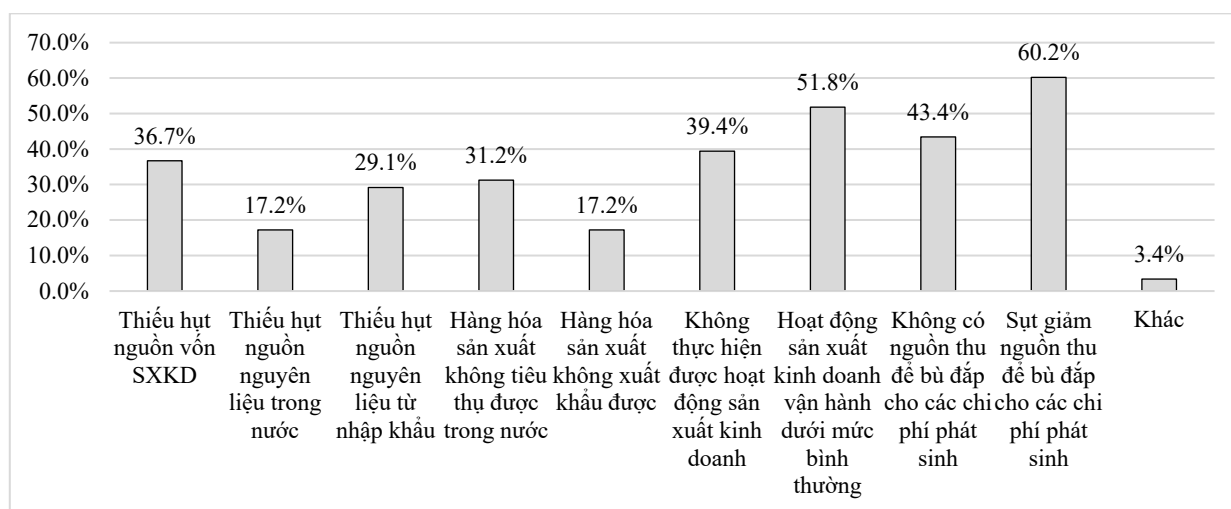 70.0%
60.0%
50.0%
40.0%
30.0%
20.0%
10.0%
0.0%
36.7%
17.2%
29.1%
31.2%
17.2%
39.4%
51.8%
43.4%
60.2%
3.4%
Thiếu hụt
nguồn vốn
SXKD
Thiếu hụt
nguồn
nguyên
liệu trong
nước
Thiếu hụt
nguồn
nguyên
liệu từ
nhập khẩu
Hàng hóa
sản xuất
không tiêu
thụ được
trong nước
Hàng hóa
sản xuất
không xuất
khẩu được
Không
thực hiện
được hoạt
động sản
xuất kinh
doanh
Hoạt động
sản xuất
kinh doanh
vận hành
dưới mức
bình
thường
Không có
nguồn thu
để bù đắp
cho các chi
phí phát
sinh
Sụt giảm
nguồn thu
để bù đắp
cho các chi
phí phát
sinh
Khác